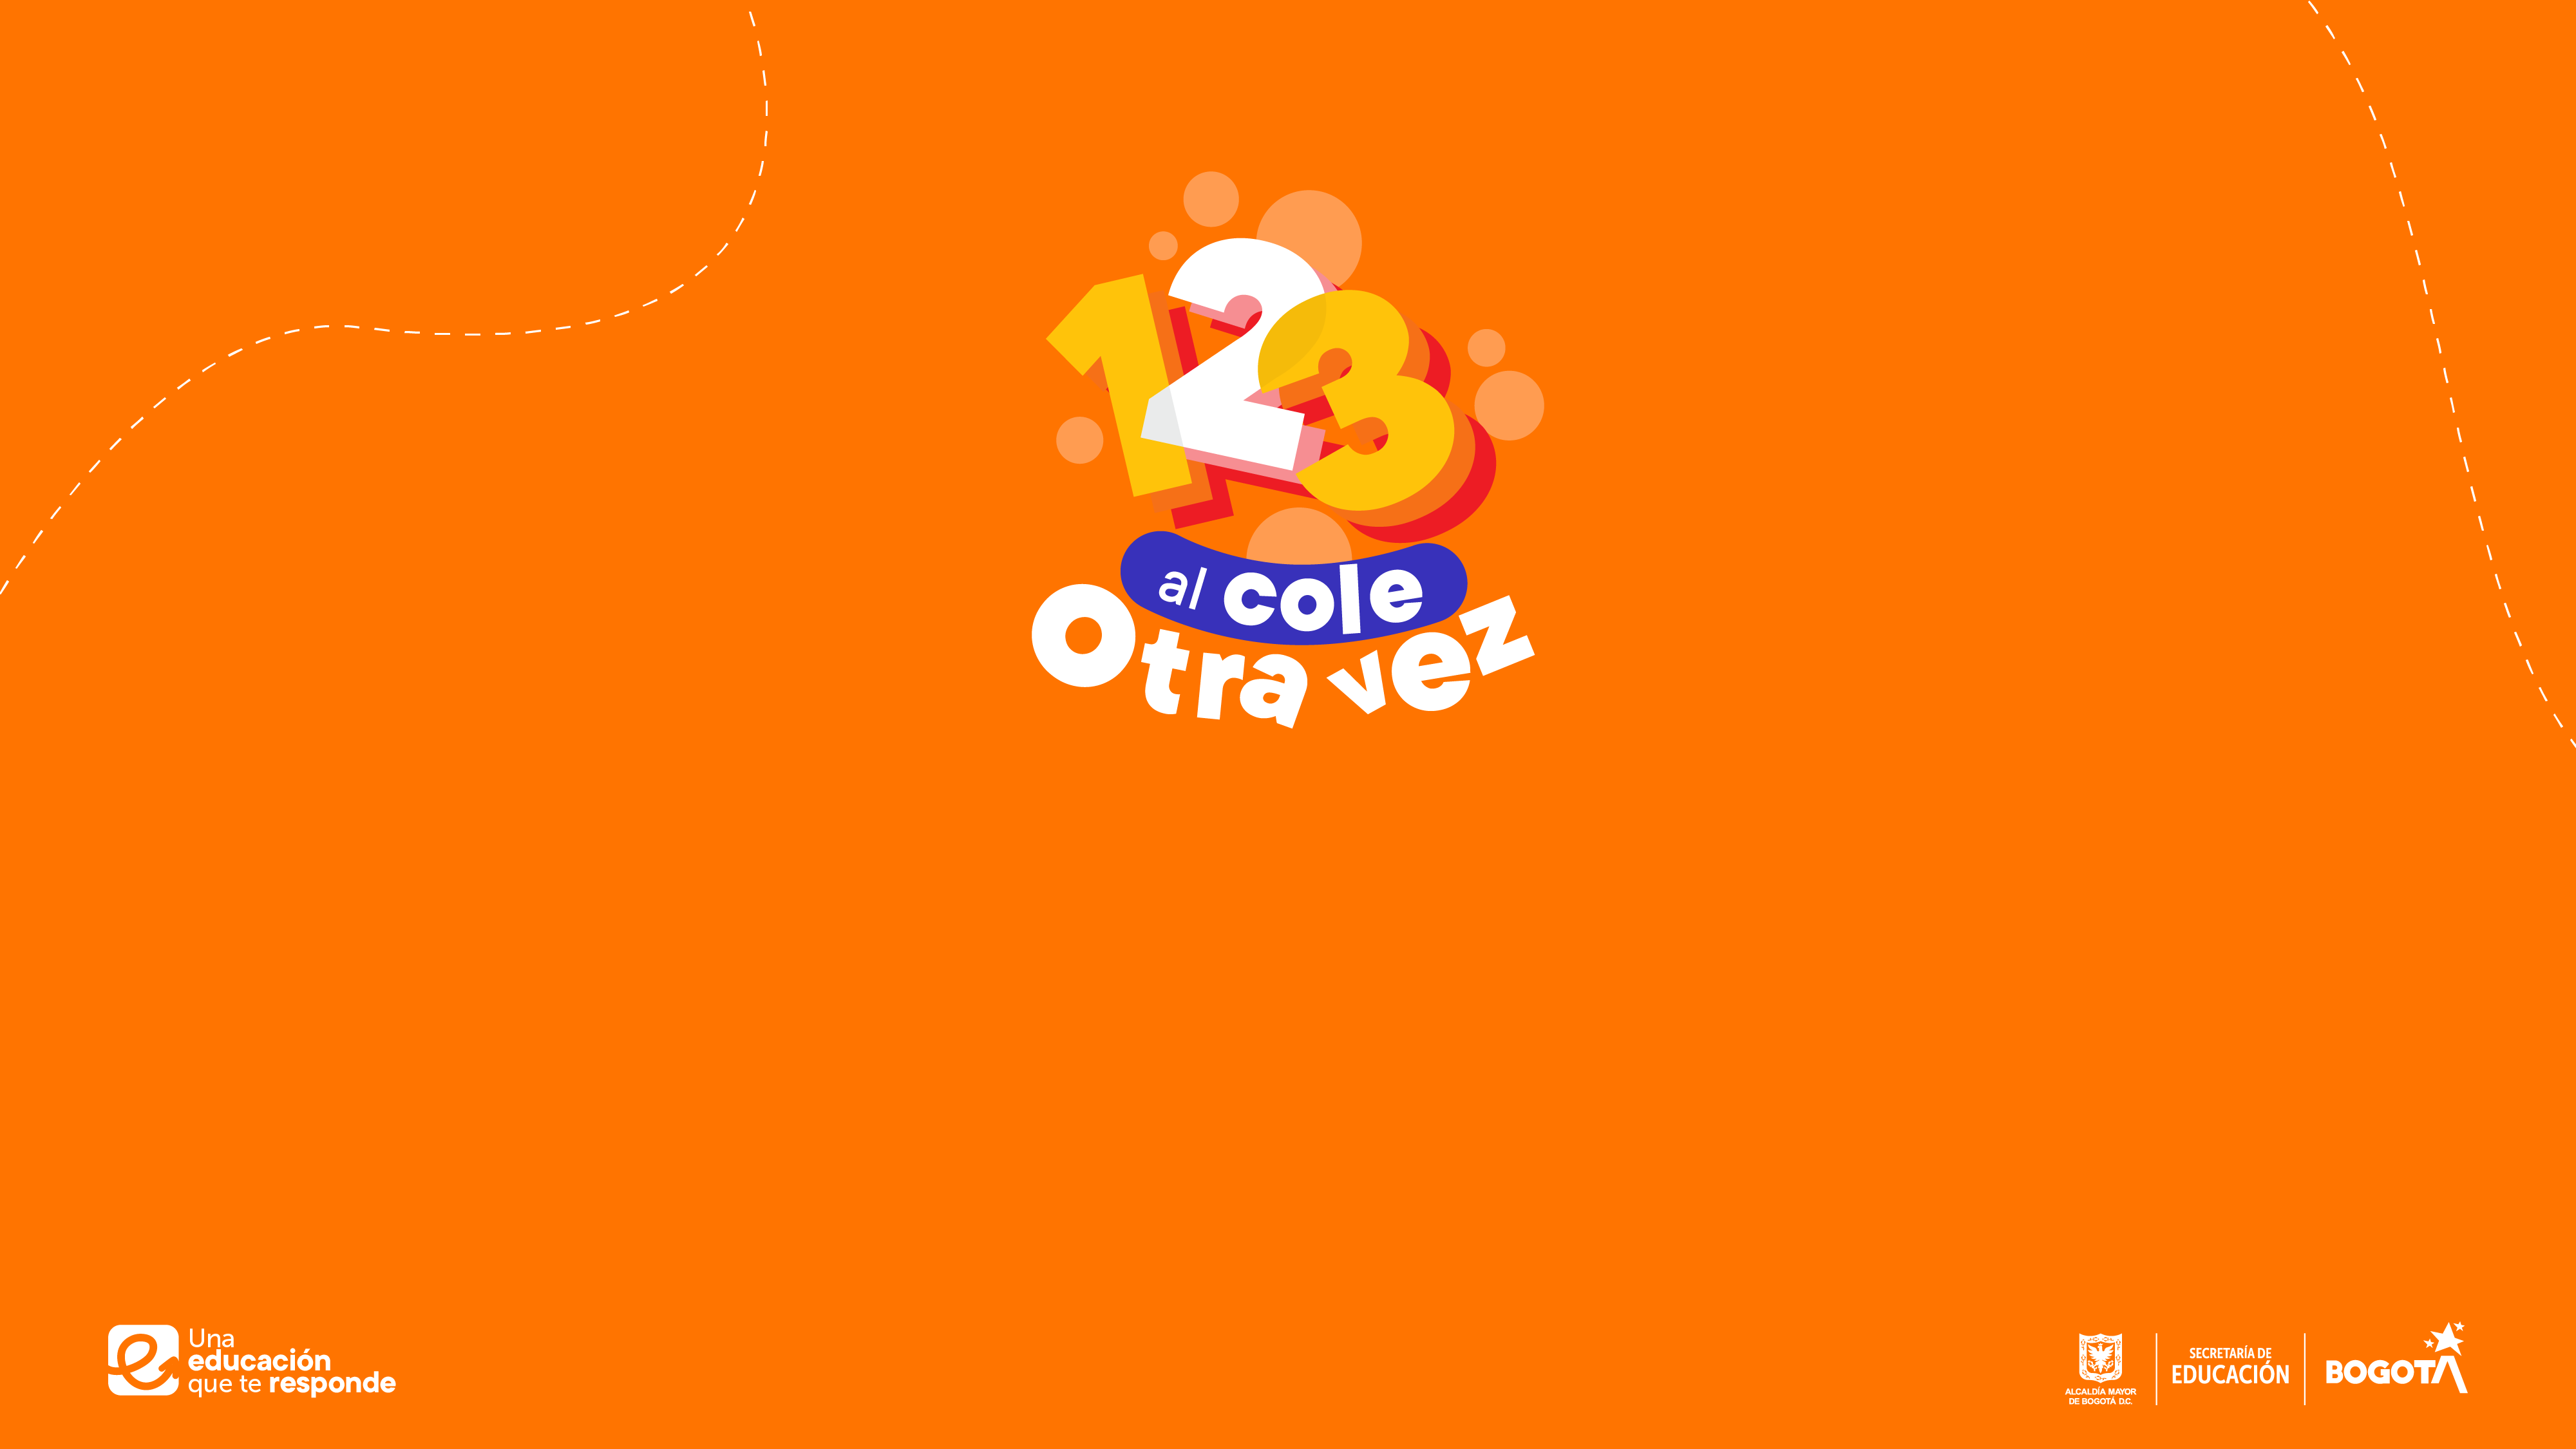 123
al cole
Otra vez
Una
educación
que te responde
ALCALDÍA MAYOR
DE BOGOTÁ D.C.
SECRETARÍA DE
EDUCACIÓN
BOGOTÁ